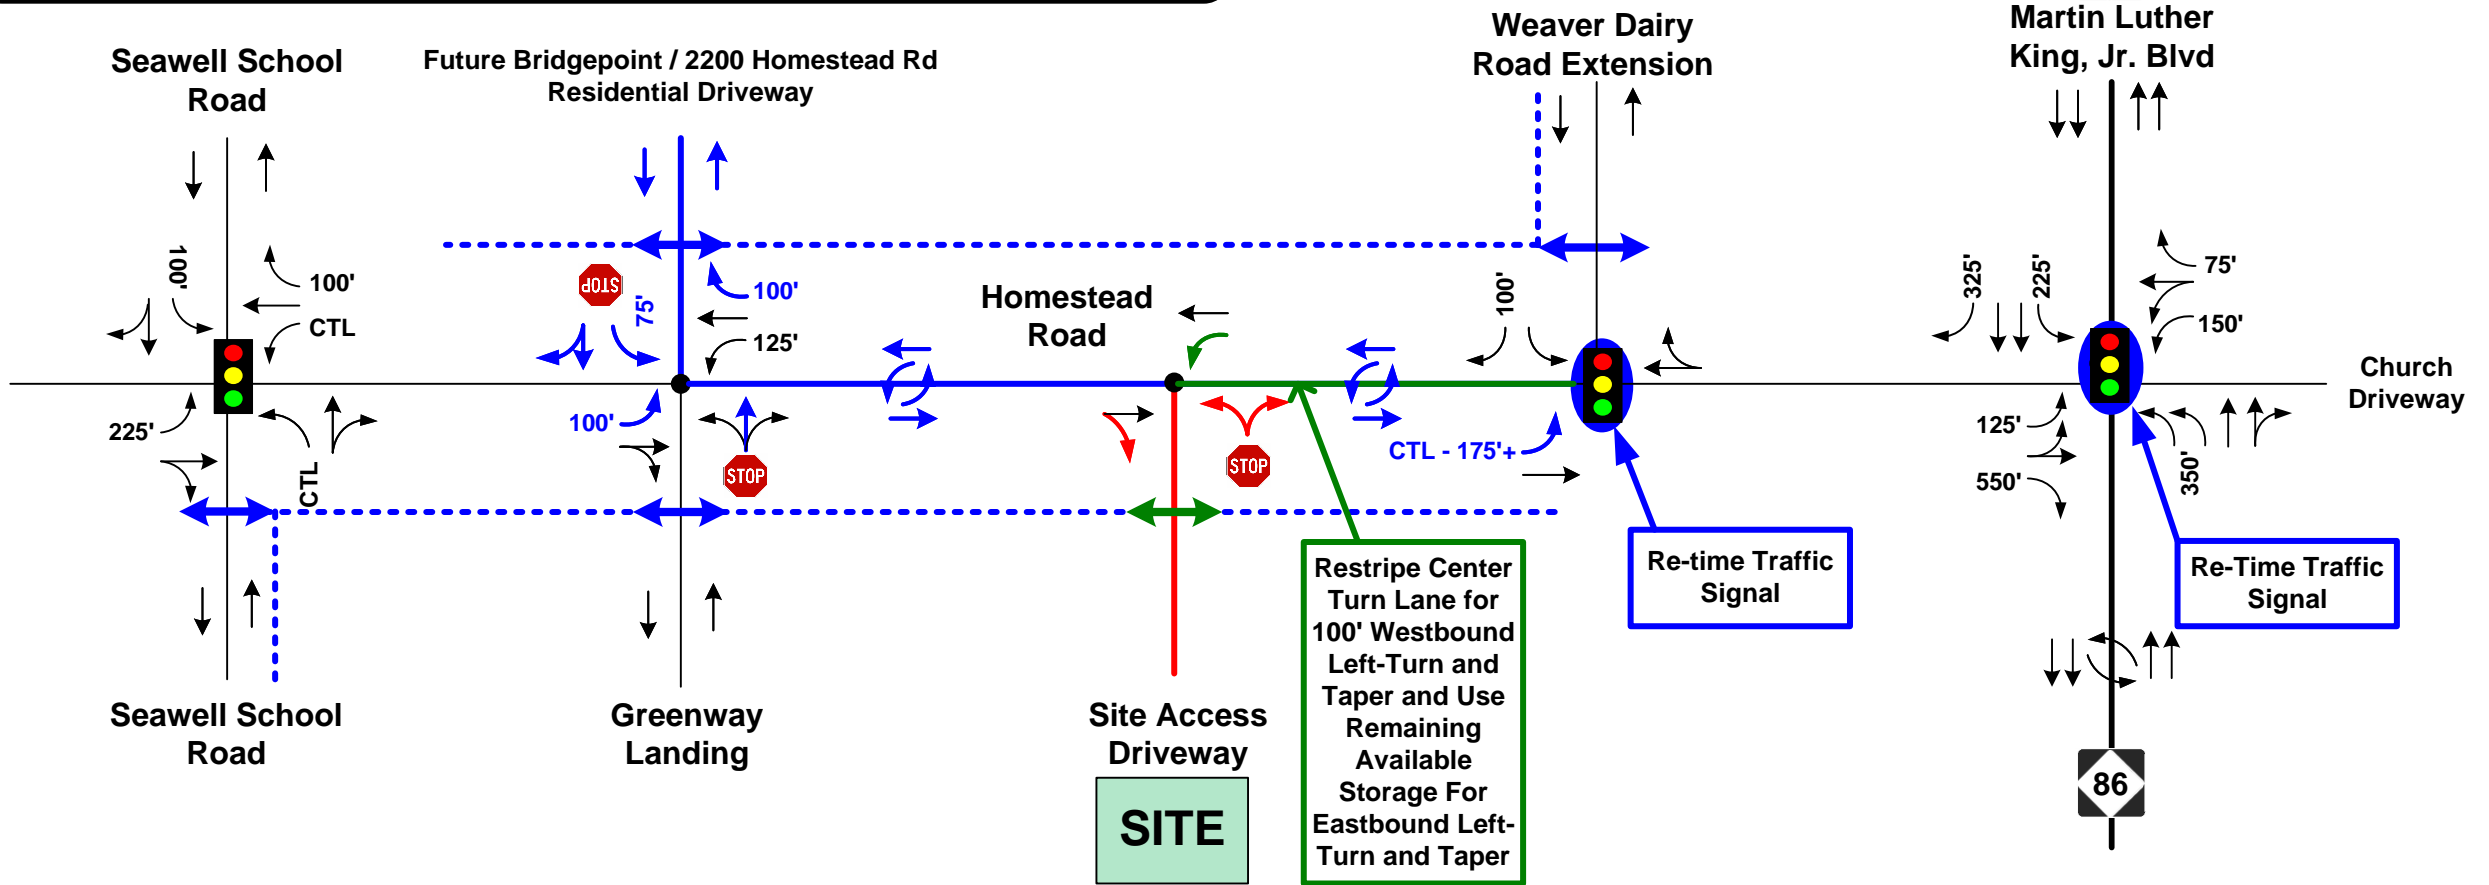 Seawell School
Road
Future Bridgepoint / 2200 Homestead Rd
Residential Driveway
Weaver Dairy
Road Extension
Martin Luther
King, Jr. Blvd
100'
100'
CTL
225'
CTL
STOP
75'
100'
125'
100'
STOP
Homestead
Road
STOP
100'
CTL - 175'+
325'
225'
75'
150'
125'
550'
350'
Church
Driveway
Restripe Center
Turn Lane for
100' Westbound
Left-Turn and
Taper and Use
Remaining
Available
Storage For
Eastbound Left-
Turn and Taper
Re-time Traffic
Signal
Re-Time Traffic
Signal
Seawell School
Road
Greenway
Landing
Site Access
Driveway
SITE
86